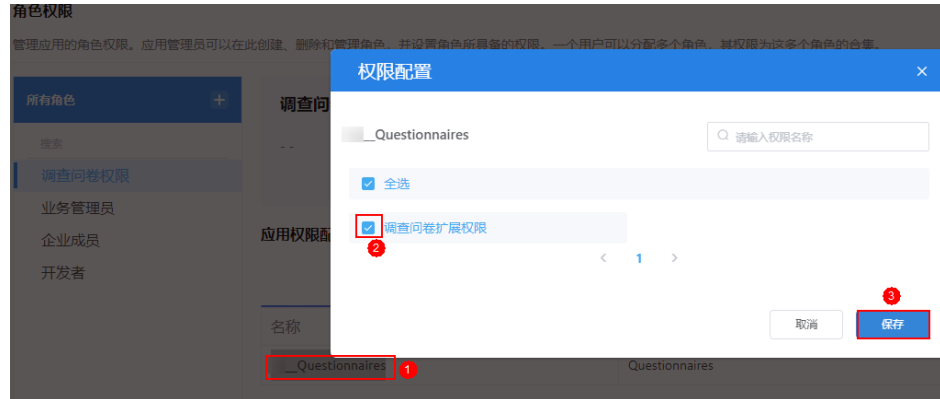 角色权限
管理应用的角色权限。应用管理员可以在此创建、删除和管理角色，并设置角色所具备的权限。一个用户可以分配多个角色，其权限为这多个角色的合集。
权限配置
所有角色
调查问
__Questionnaires
请输入权限名称
搜索
- -
全选
调查问卷权限
业务管理员
调查问卷扩展权限
企业成员
应用权限配
2
1
开发者
3
取消
保存
名称
__Questionnaires
1
Questionnaires